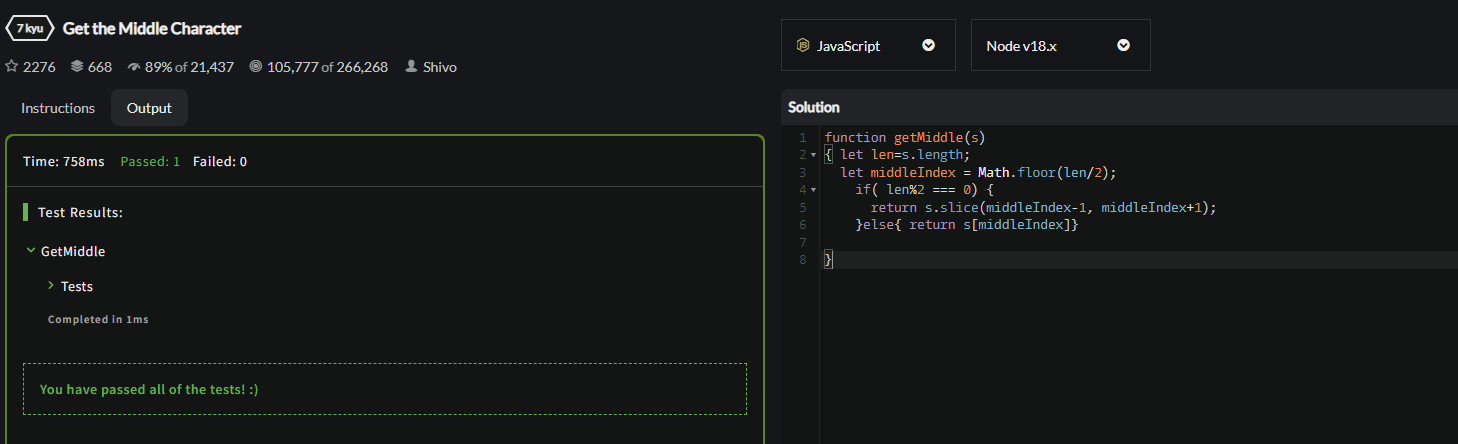 7 kyu Get the Middle Character
2276 668 89% of 21,437 105,777 of 266,268 Shivo
Instructions Output
Time: 758ms Passed: 1 Failed: 0
Test Results:
GetMiddle
Tests
Completed in 1ms
You have passed all of the tests! :)
JS JavaScript Node v18.x
Solution
1 function getMiddle(s)
2 { let len=s.length;
3 let middleIndex = Math.floor(len/2);
4 if( len%2 === 0) {
5 return s.slice(middleIndex-1, middleIndex+1);
6 }else{ return s[middleIndex]}
7
8 }